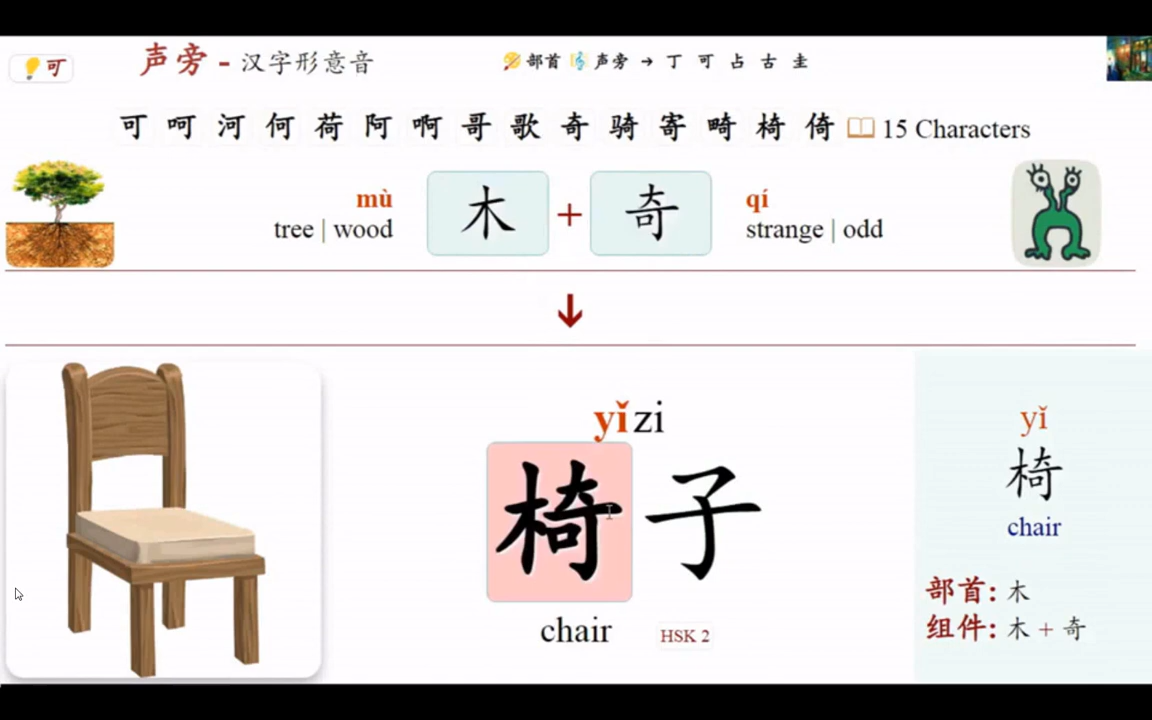 可 声旁 - 汉字形意音 部首 声旁 → 丁 可 占 古 圭
可 呵 河 何 荷 阿 啊 哥 歌 奇 骑 寄 畸 椅 倚 15 Characters
mù 木 + 奇 qí
tree | wood strange | odd
↓
yǐ zi
椅 子
chair HSK 2
yǐ
椅
chair
部首: 木
组件: 木 + 奇